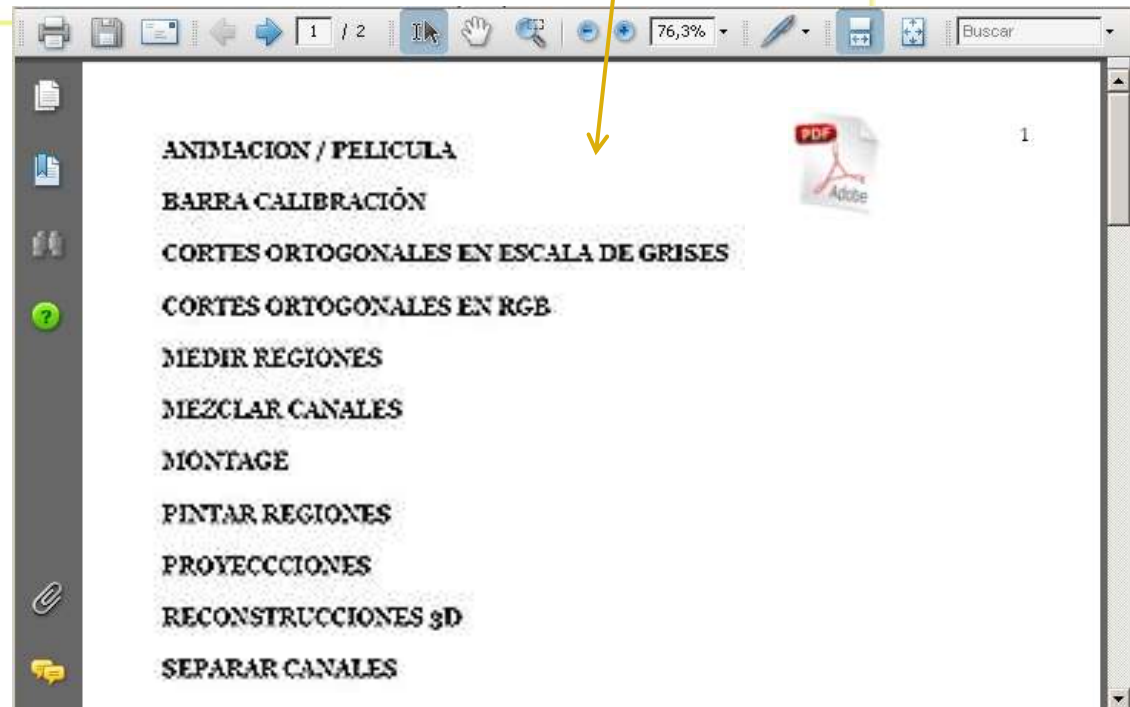 1 / 2 76,3% Buscar
1
ANIMACION / PELICULA
PDF
Adobe
BARRA CALIBRACIÓN
CORTES ORTOGONALES EN ESCALA DE GRISES
CORTES ORTOGONALES EN RGB
MEDIR REGIONES
MEZCLAR CANALES
MONTAGE
PINTAR REGIONES
PROYECCCIONES
RECONSTRUCCIONES 3D
SEPARAR CANALES